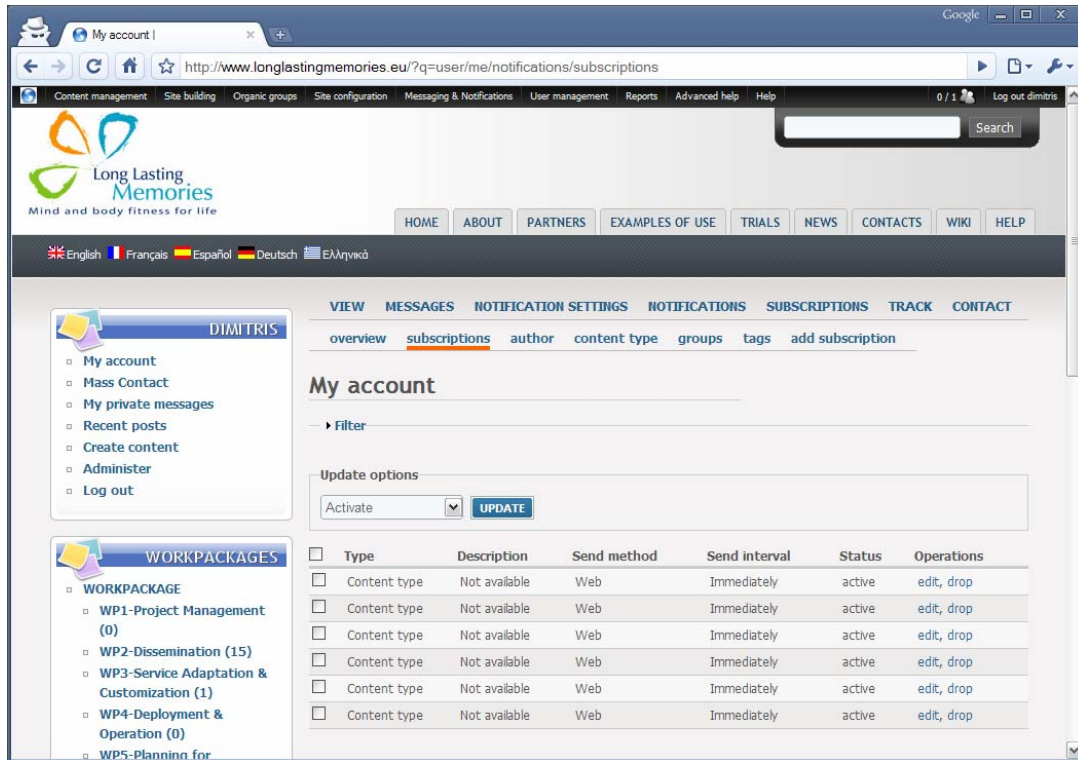 Google
My account |
http://www.longlastingmemories.eu/?q=user/me/notifications/subscriptions
Content management Site building Organic groups Site configuration Messaging & Notifications User management Reports Advanced help Help 0 / 1 Log out dimitris
Search
Long Lasting
Memories
Mind and body fitness for life
HOME ABOUT PARTNERS EXAMPLES OF USE TRIALS NEWS CONTACTS WIKI HELP
English Français Español Deutsch Ελληνικά
VIEW MESSAGES NOTIFICATION SETTINGS NOTIFICATIONS SUBSCRIPTIONS TRACK CONTACT
overview subscriptions author content type groups tags add subscription
DIMITRIS
My account
Mass Contact
My private messages
Recent posts
Create content
Administer
Log out
WORKPACKAGES
WORKPACKAGE
WP1-Project Management
(0)
WP2-Dissemination (15)
WP3-Service Adaptation &
Customization (1)
WP4-Deployment &
Operation (0)
WP5-Planning for
My account
Filter
Update options
Activate UPDATE
Type Description Send method Send interval Status Operations
Content type Not available Web Immediately active edit, drop
Content type Not available Web Immediately active edit, drop
Content type Not available Web Immediately active edit, drop
Content type Not available Web Immediately active edit, drop
Content type Not available Web Immediately active edit, drop
Content type Not available Web Immediately active edit, drop